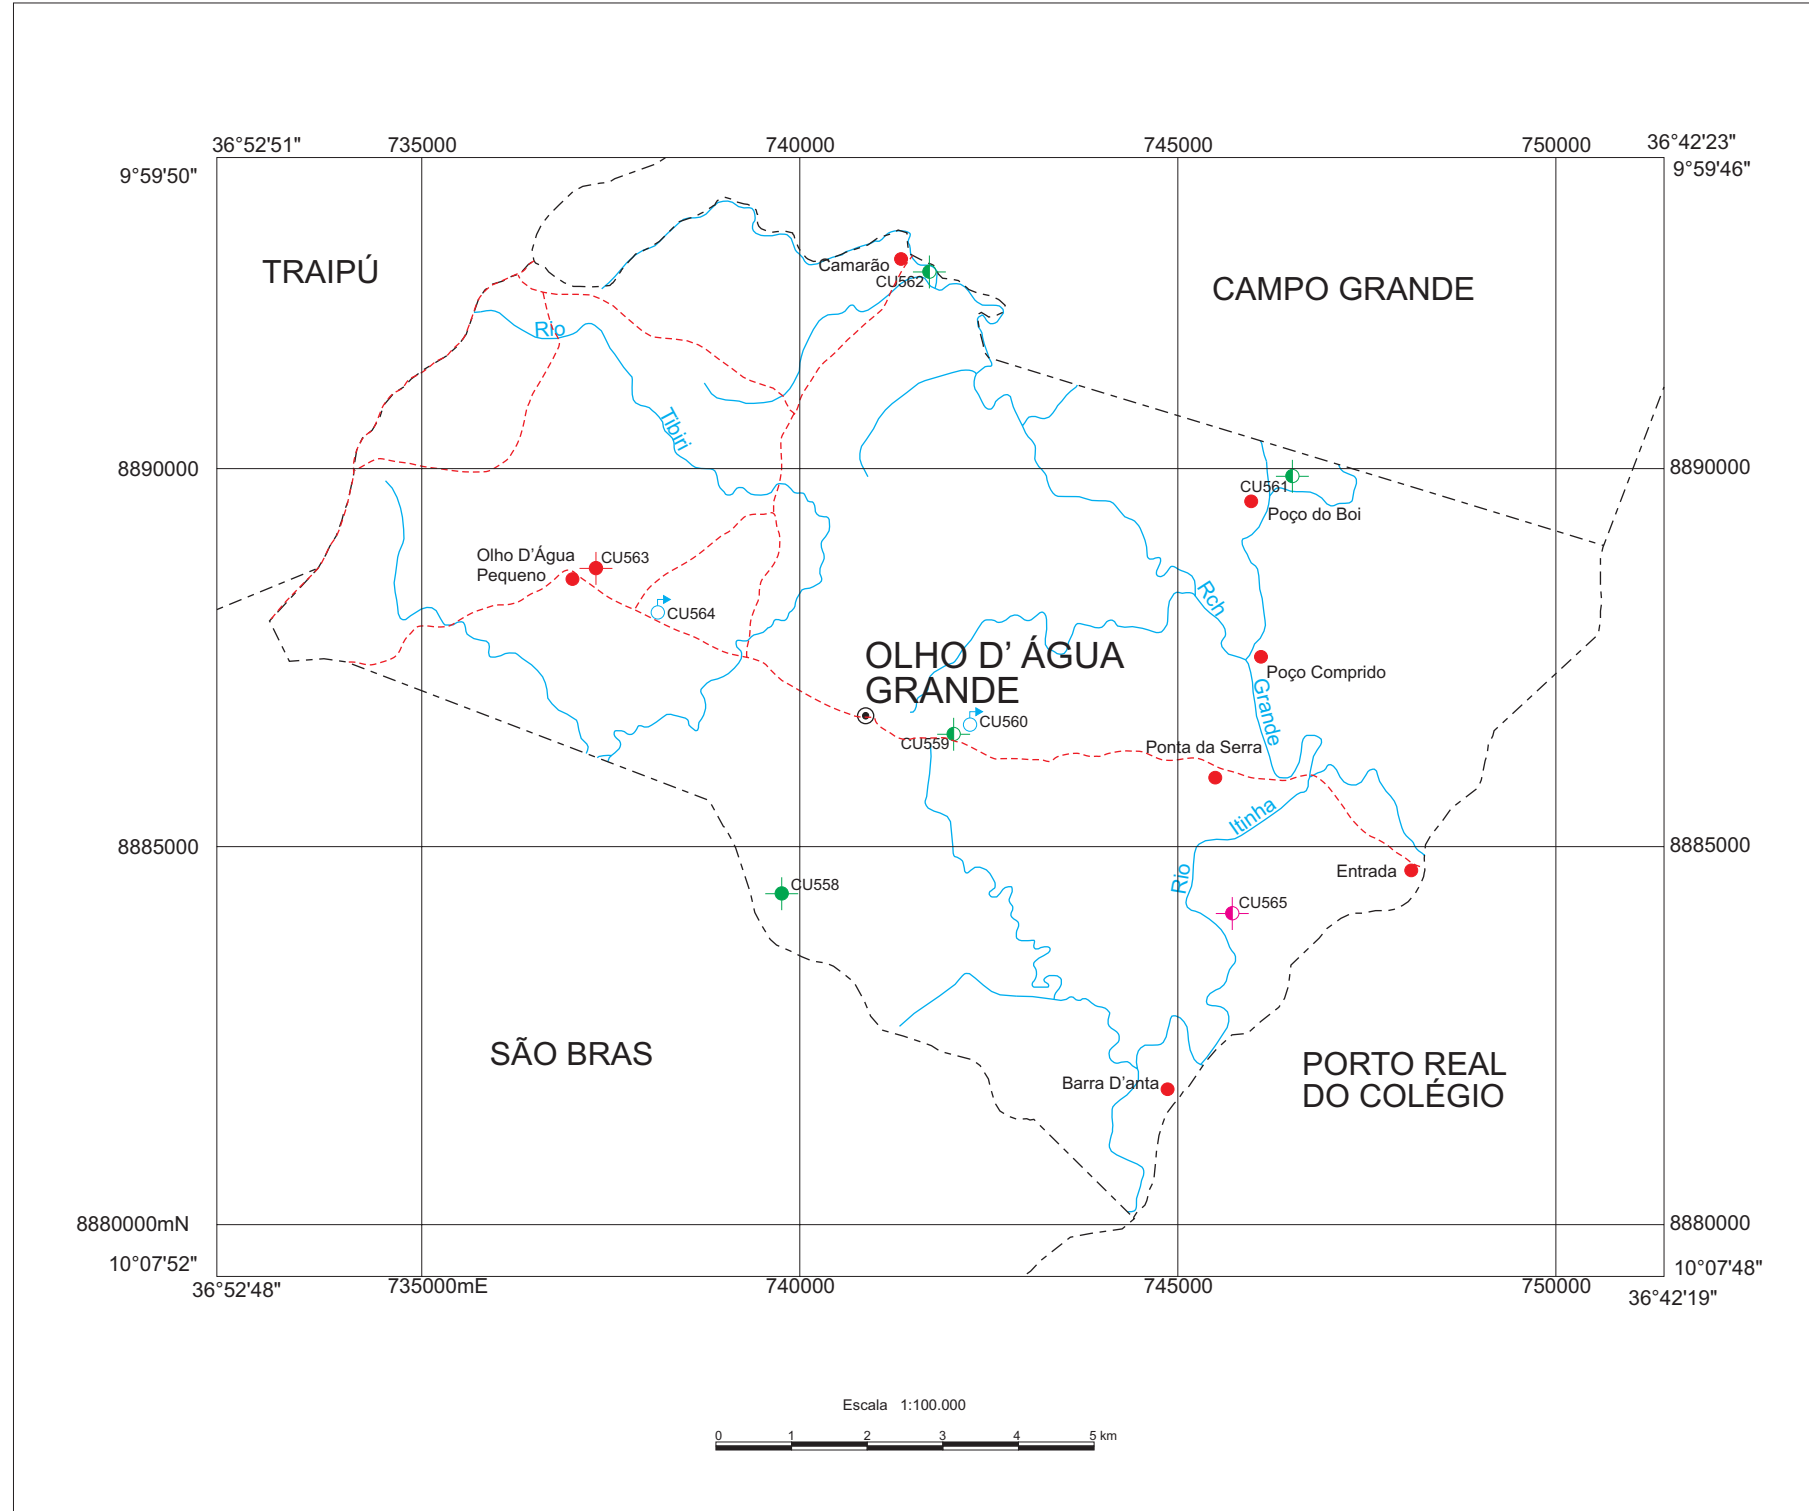 36°52'51"
735000
740000
745000
750000
36°42'23"
9°59'50"
9°59'46"
TRAIPÚ
Camarão
CU562
CAMPO GRANDE
Rio
Tibiri
8890000
8890000
CU561
Poço do Boi
Olho D'Água
Pequeno
CU563
CU564
Rch
OLHO D' ÁGUA
GRANDE
Poço Comprido
Grande
CU560
CU559
Ponta da Serra
Itinha
8885000
8885000
Rio
Entrada
CU558
CU565
SÃO BRAS
PORTO REAL
DO COLÉGIO
Barra D'anta
8880000mN
8880000
10°07'52"
10°07'48"
36°52'48"
735000mE
740000
745000
750000
36°42'19"
Escala 1:100.000
0 1 2 3 4 5 km